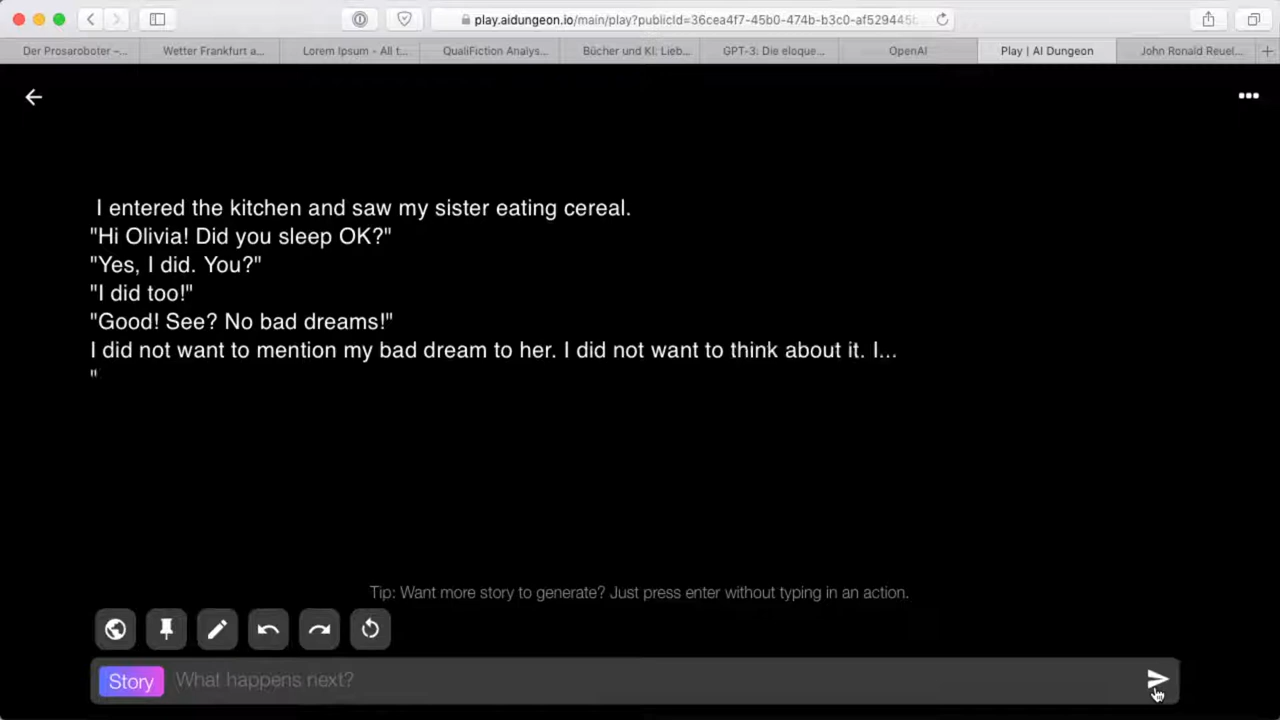 play.aidungeon.io/main/play?publicId=36cea4f7-45b0-474b-b3c0-af529445
Der Prosaroboter –...
Wetter Frankfurt a...
Lorem Ipsum - All t...
QualiFiction Analys...
Bücher und KI: Lieb...
GPT-3: Die eloque...
OpenAI
Play | AI Dungeon
John Ronald Reuel...
I entered the kitchen and saw my sister eating cereal.
"Hi Olivia! Did you sleep OK?"
"Yes, I did. You?"
"I did too!"
"Good! See? No bad dreams!"
I did not want to mention my bad dream to her. I did not want to think about it. I...
"
Tip: Want more story to generate? Just press enter without typing in an action.
Story
What happens next?